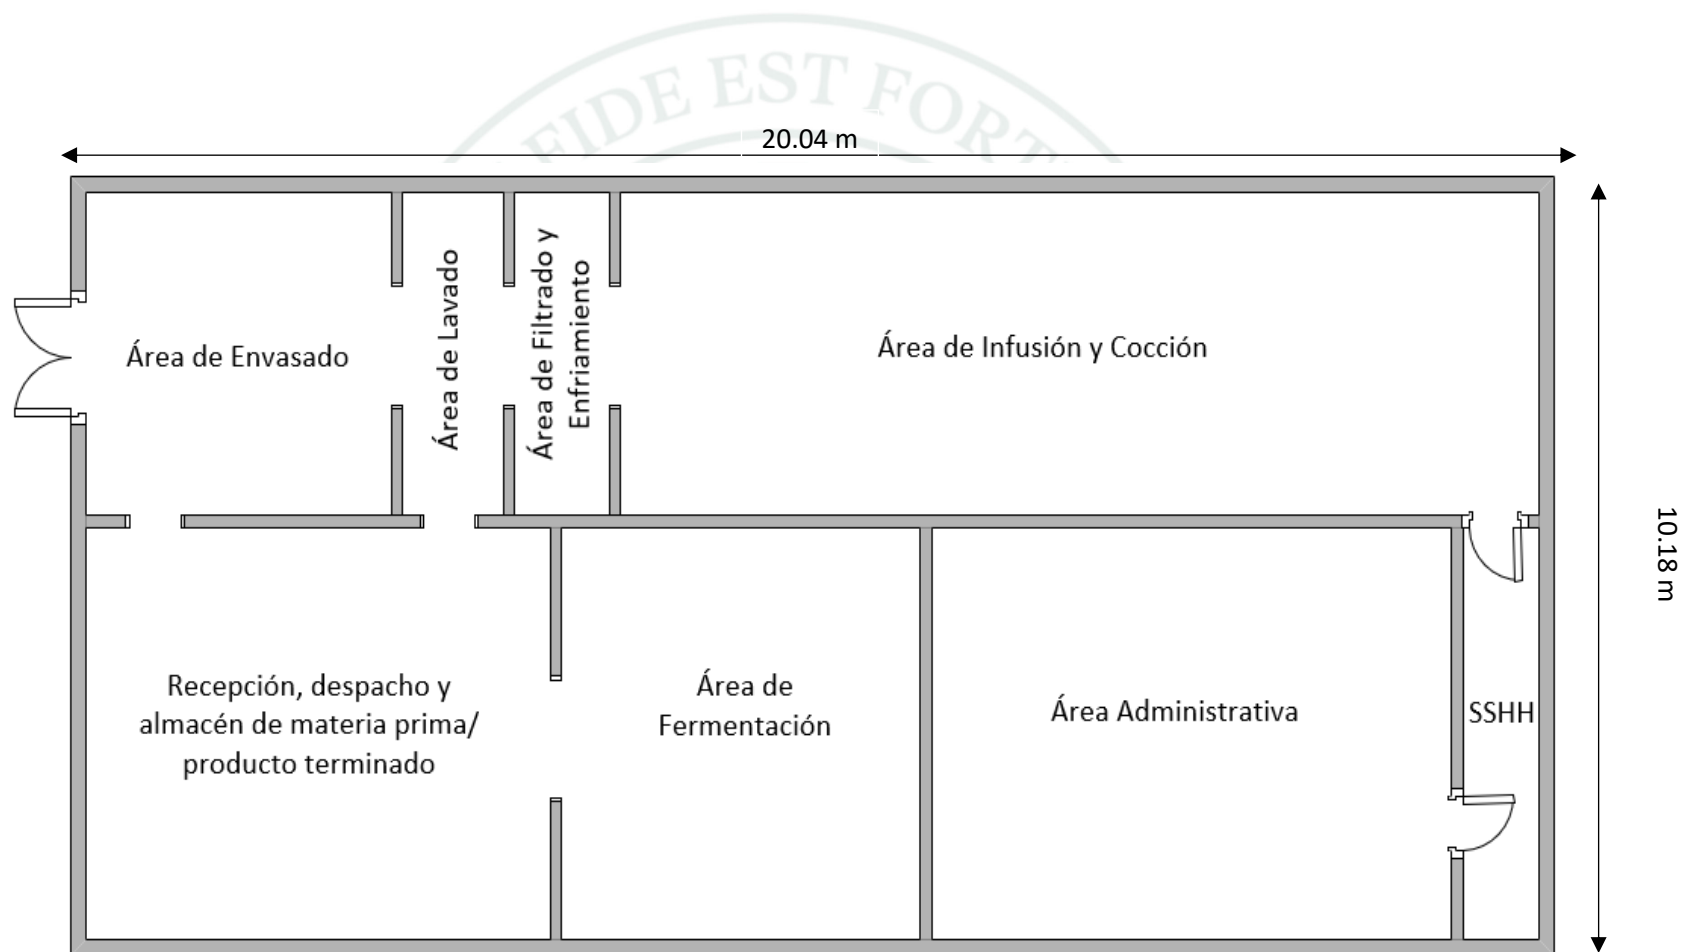 FIDE EST FORT
20.04 m
Área de Envasado
Área de Lavado
Área de Filtrado y
Enfriamiento
Área de Infusión y Cocción
10.18 m
Recepción, despacho y
almacén de materia prima/
producto terminado
Área de
Fermentación
Área Administrativa
SSHH